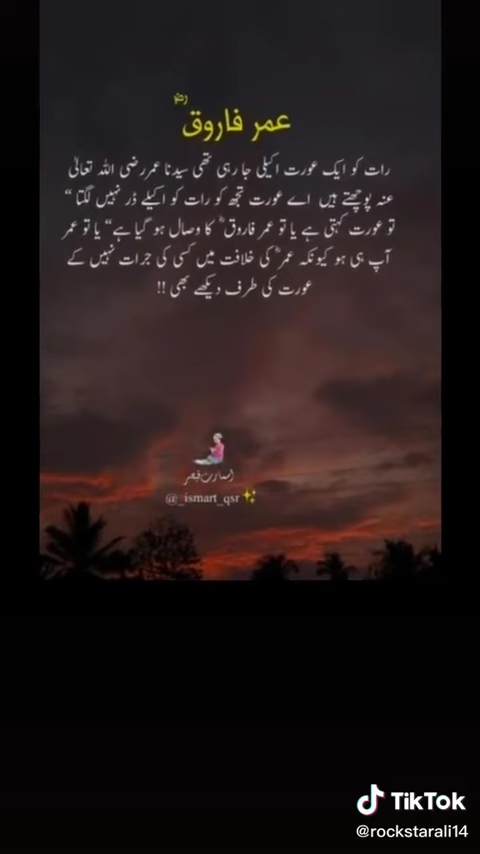 عمر فاروقؓ
رات کو ایک عورت اکیلی جا رہی تھی سیدنا عمر رضی اللہ تعالیٰ
عنہ پوچھتے ہیں اے عورت تجھ کو رات کو اکیلے ڈر نہیں لگتا “
تو عورت کہتی ہے یا تو عمر فاروقؓ کا وصال ہو گیا ہے“ یا تو عمر
آپ ہی ہو کیونکہ عمرؓ کی خلافت میں کسی کی جرات نہیں کے
عورت کی طرف دیکھے بھی !!
اسمارٹ قیصر
@_ismart_qsr
TikTok
@rockstarali14